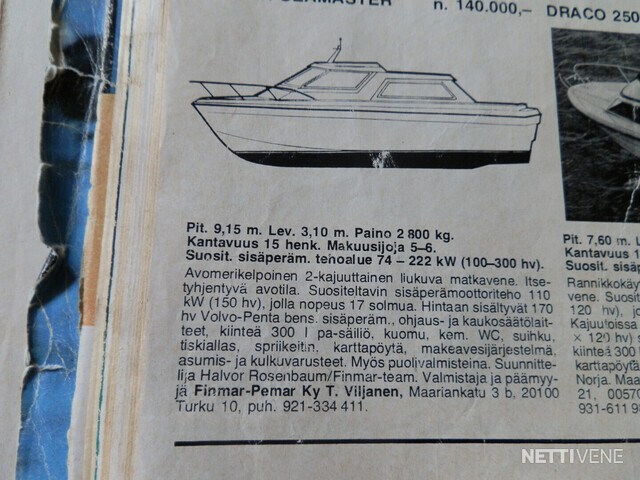 n. 140.000,– DRACO 250
Pit. 9,15 m. Lev. 3,10 m. Paino 2 800 kg.
Kantavuus 15 henk. Makuusijoja 5–6.
Suosit. sisäperäm. tehoalue 74 – 222 kW (100–300 hv).
Avomerikelpoinen 2-kajuuttainen liukuva matkavene. Itse-
tyhjentyvä avotila. Suositeltavin sisäperämoottoriteho 110
kW (150 hv), jolla nopeus 17 solmua. Hintaan sisältyvät 170
hv Volvo-Penta bens. sisäperäm., ohjaus- ja kaukosäätölait-
teet, kiinteä 300 l pa-säiliö, kuomu, kem. WC, suihku,
tiskiallas, spriikeitin, karttapöytä, makeavesijärjestelmä,
asumis- ja kulkuvarusteet. Myös puolivalmisteina. Suunnitte-
lija Halvor Rosenbaum/Finmar-team. Valmistaja ja päämyy-
jä Finmar-Pemar Ky T. Viljanen, Maariankatu 3 b, 20100
Turku 10, puh. 921-334 411.
Pit. 7,60 m. L
Kantavuus 1
Suosit. sisä
Rannikkokäy
vene. Suosit
120 hv), jo
Kajuutoissa
× 120 hv) s
kiinteä 300
karttapöytä
Norja. Maa
21, 00570
931-611 9
NETTIVENE